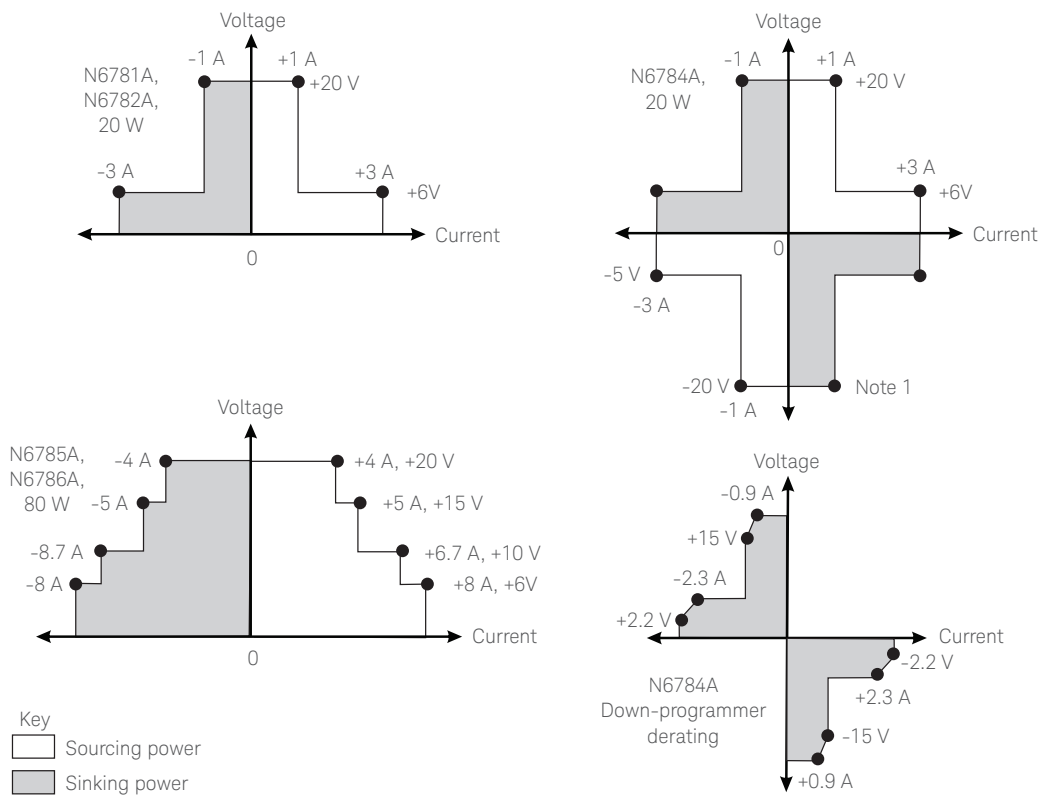 Voltage
-1 A
+1 A
N6781A,
N6782A,
20 W
+20 V
-3 A
+3 A
+6V
Current
0
Voltage
-1 A
+1 A
N6784A,
20 W
+20 V
+3 A
+6V
0
Current
-5 V
-3 A
-20 V
Note 1
-1 A
Voltage
N6785A,
N6786A,
80 W
-4 A
+4 A, +20 V
-5 A
+5 A, +15 V
-8.7 A
+6.7 A, +10 V
-8 A
+8 A, +6V
Current
0
Voltage
-0.9 A
+15 V
-2.3 A
+2.2 V
Current
-2.2 V
N6784A
Down-programmer
derating
+2.3 A
-15 V
+0.9 A
Key
Sourcing power
Sinking power